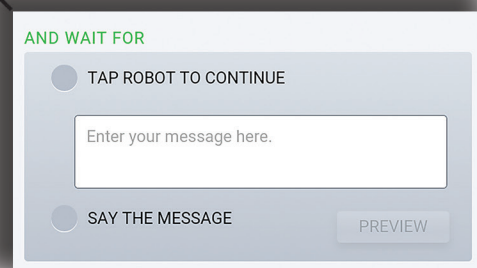 AND WAIT FOR
TAP ROBOT TO CONTINUE
Enter your message here.
SAY THE MESSAGE
PREVIEW